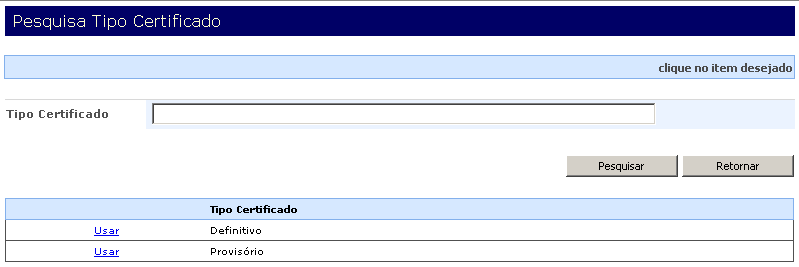 Pesquisa Tipo Certificado
clique no item desejado
Tipo Certificado
Pesquisar Retornar
Tipo Certificado
Usar Definitivo
Usar Provisório